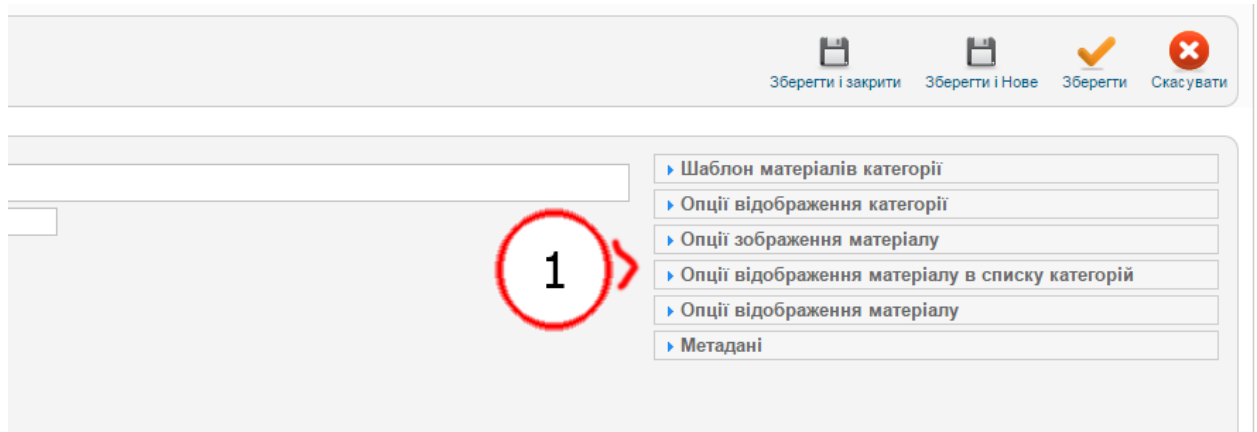 Зберегти і закрити Зберегти і Нове Зберегти Скасувати
Шаблон матеріалів категорії
Опції відображення категорії
Опції зображення матеріалу
1
Опції відображення матеріалу в списку категорій
Опції відображення матеріалу
Метадані